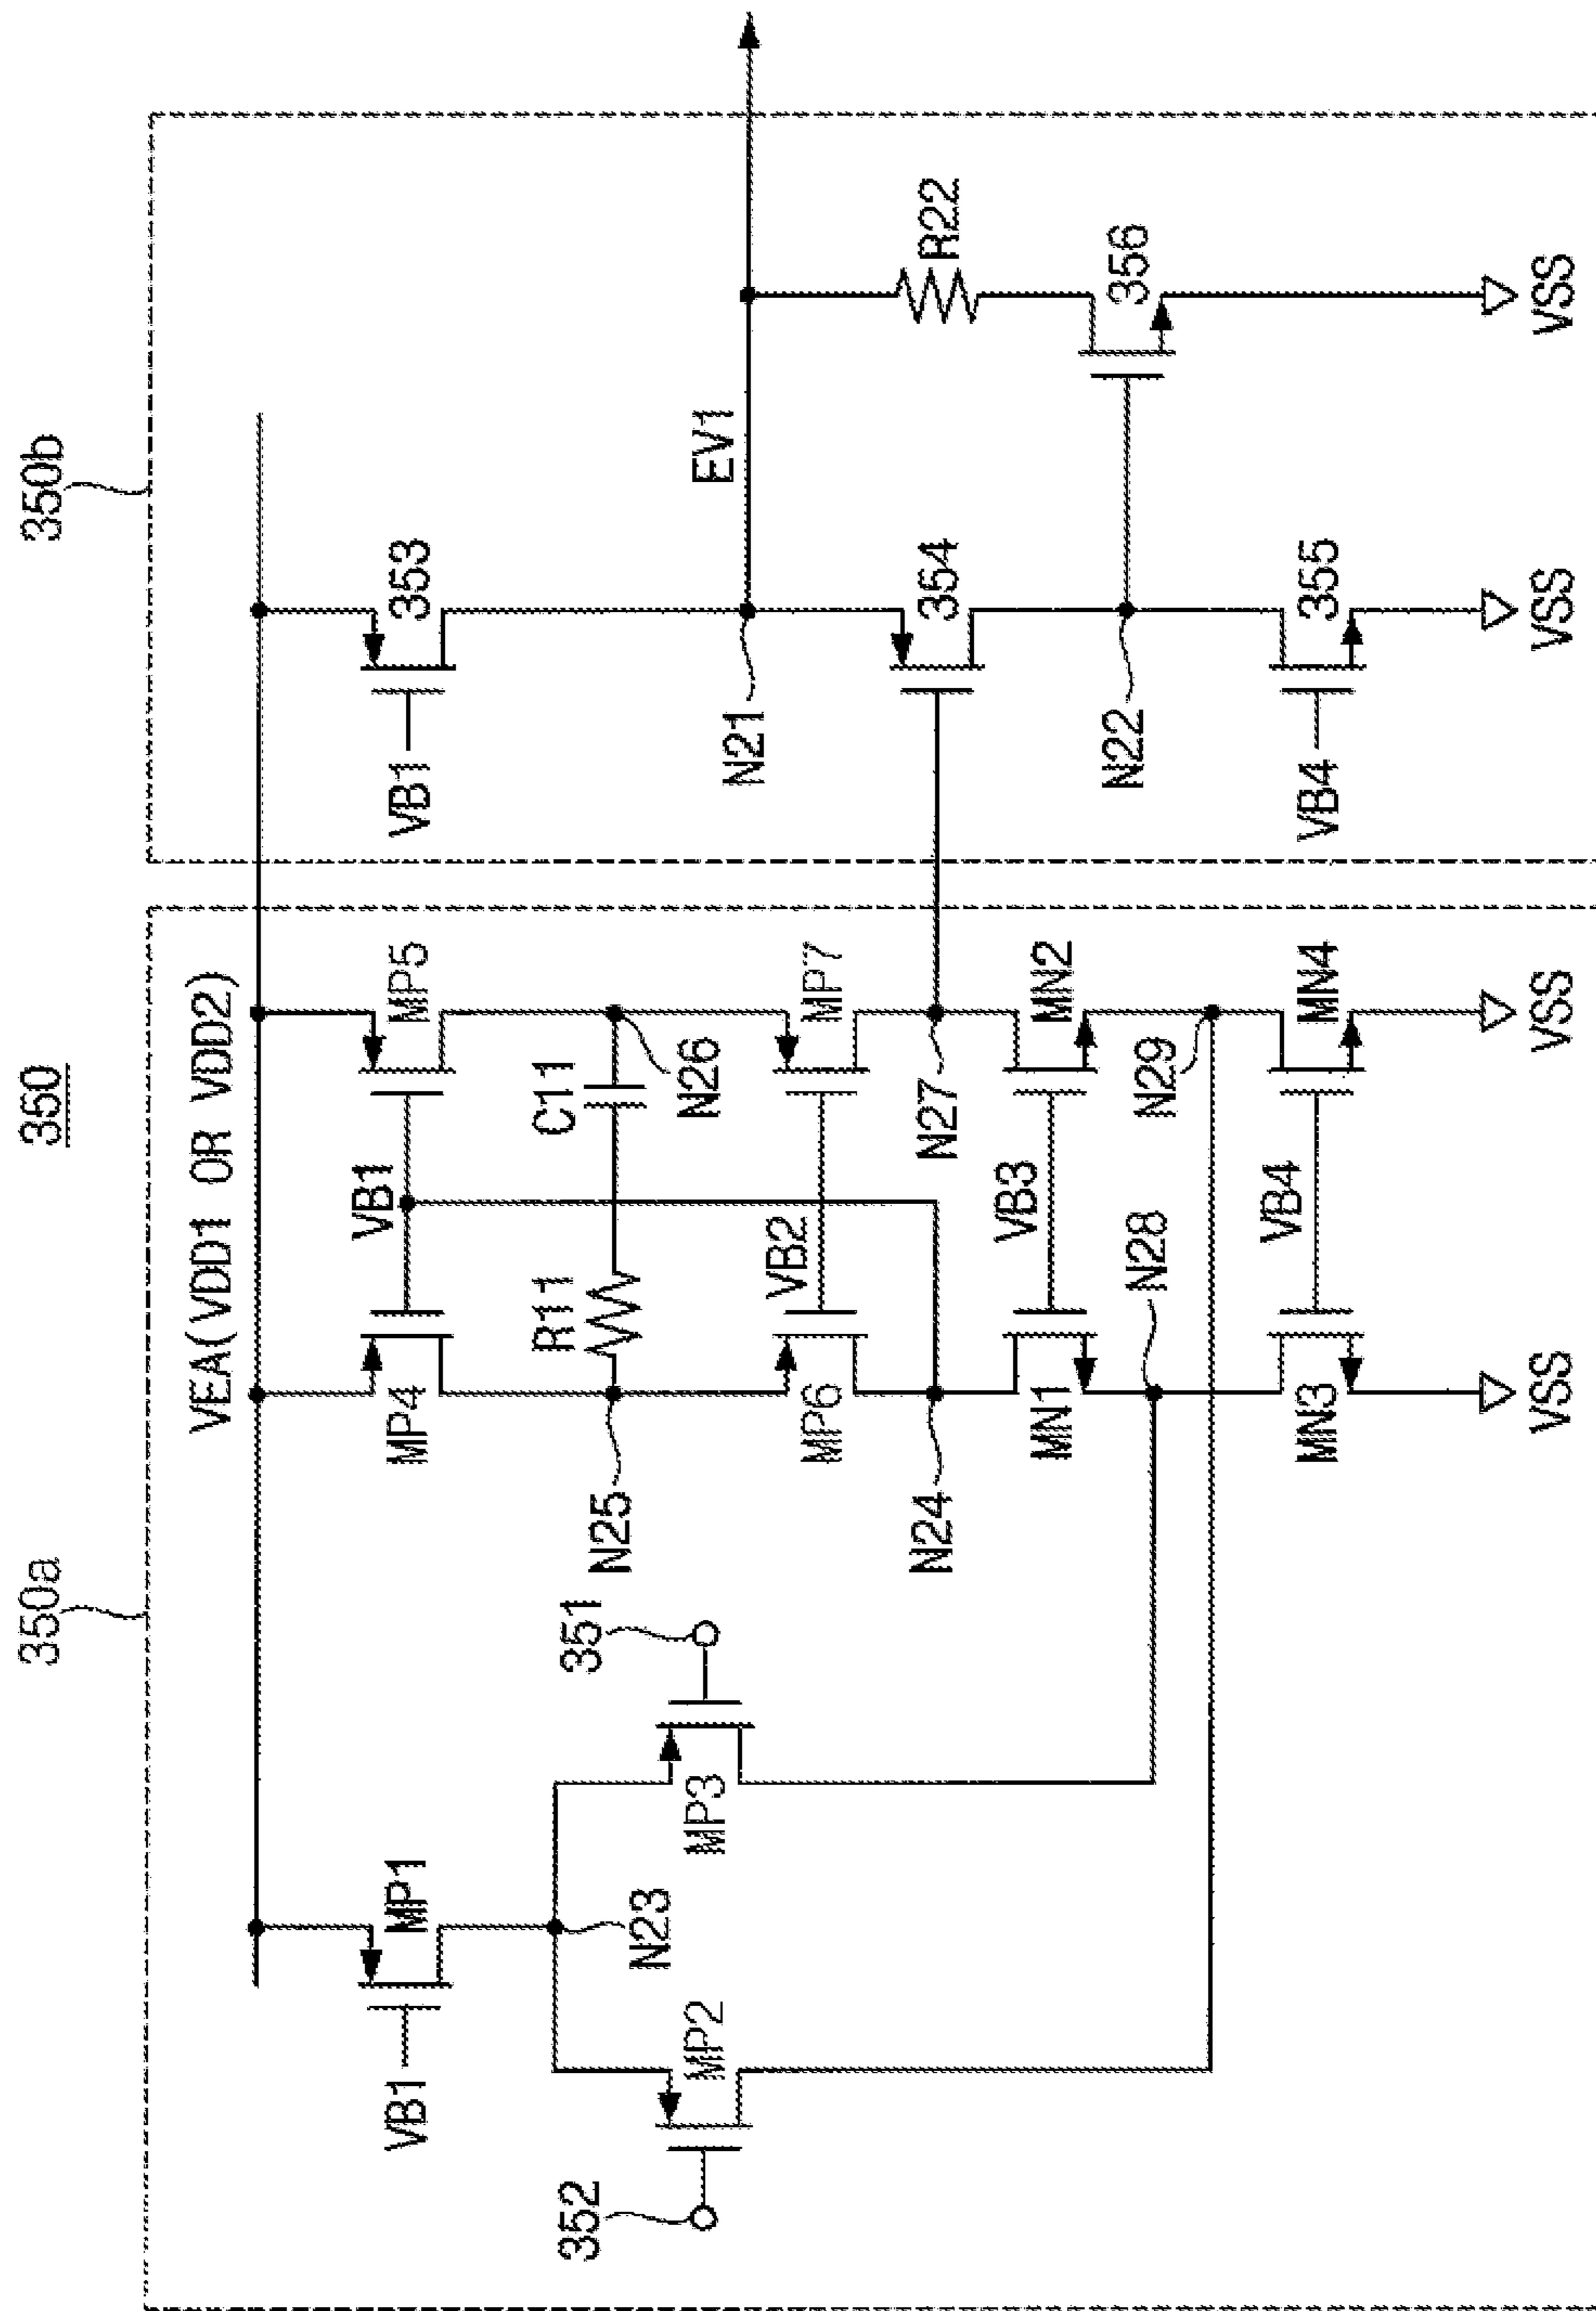 350
350a
350b
VEA(VDD1 OR VDD2)
VB1
MP1
MP4
VB1
MP5
VB1
353
N23
N25
R11
C11
N26
EV1
N21
R22
352
MP2
MP3
351
MP6
VB2
MP7
354
N24
N27
MN1
VB3
MN2
N22
356
N28
N29
MN3
VB4
MN4
VB4
355
VSS
VSS
VSS
VSS